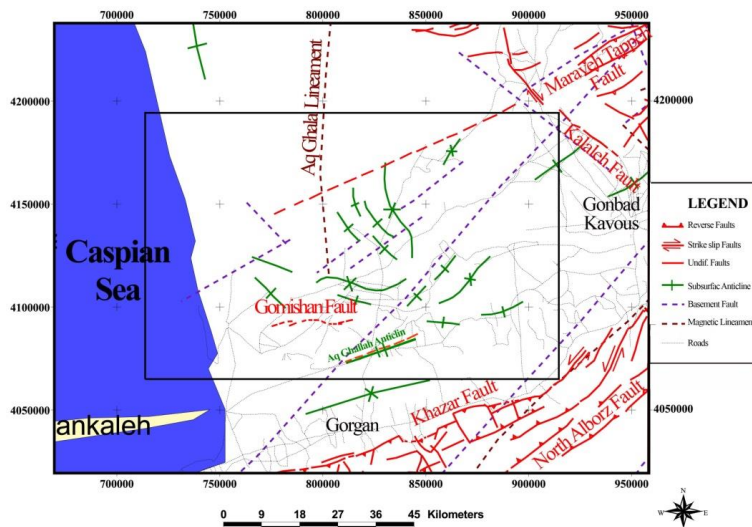 700000 750000 800000 850000 900000 950000
4200000
4150000
4100000
4050000
4200000
4050000
Maraveh Tappeh
Fault
Aq Ghala Lineament
Kalaleh Fault
Gonbad
Kavous
Caspian
Sea
Gomishan Fault
Aq Ghallah Anticlin
Khazar Fault
ankaleh
Gorgan
North Alborz Fault
LEGEND
Reverse Faults
Strike slip Faults
Undif. Faults
Subsurfac Anticline
Basement Fault
Magnetic Lineament
Roads
700000 750000 800000 850000 900000 950000
0 9 18 27 36 45 Kilometers
N
W E
S